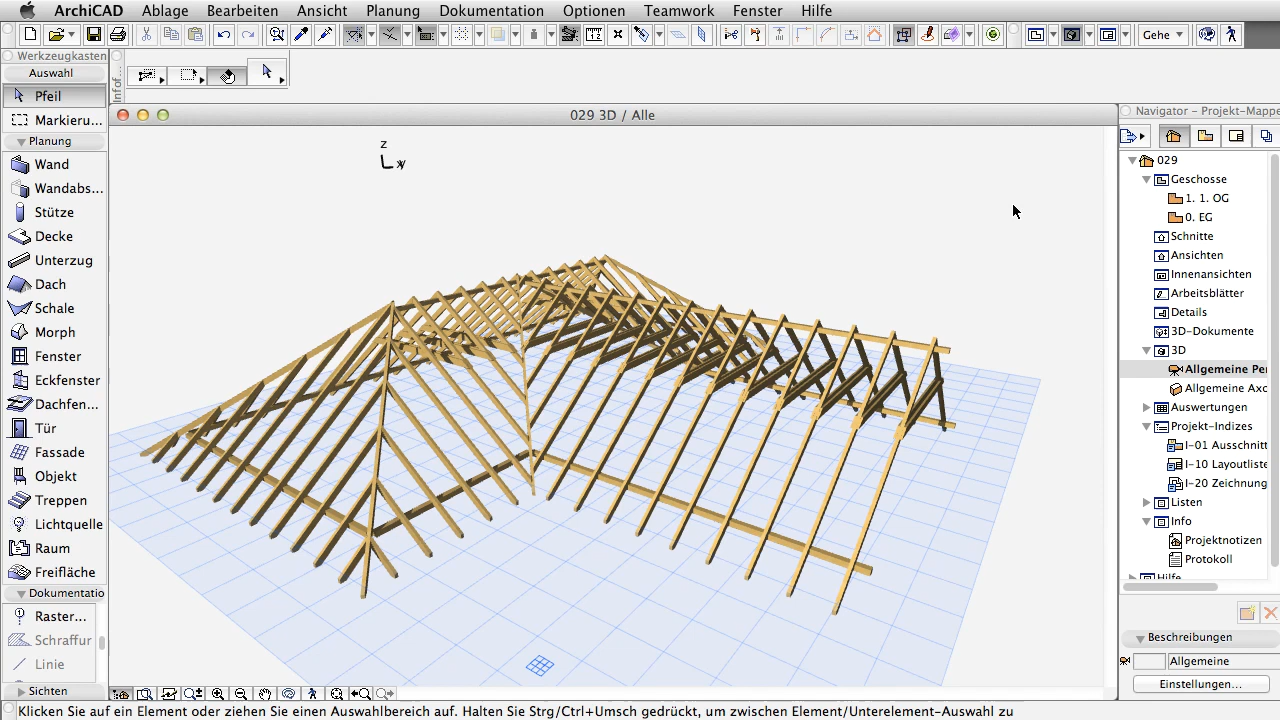 ArchiCAD Ablage Bearbeiten Ansicht Planung Dokumentation Optionen Teamwork Fenster Hilfe
Gehe
Werkzeugkasten
Auswahl
Pfeil
Markieru...
Planung
Wand
Wandabs...
Stütze
Decke
Unterzug
Dach
Schale
Morph
Fenster
Eckfenster
Dachfen...
Tür
Fassade
Objekt
Treppen
Lichtquelle
Raum
Freifläche
Dokumentatio
Raster...
Schraffur
Linie
Sichten
Infof...
029 3D / Alle
z
Navigator - Projekt-Mappe
029
Geschosse
1. 1. OG
0. EG
Schnitte
Ansichten
Innenansichten
Arbeitsblätter
Details
3D-Dokumente
3D
Allgemeine Per
Allgemeine Axo
Auswertungen
Projekt-Indizes
I-01 Ausschnitt
I-10 Layoutliste
I-20 Zeichnung
Listen
Info
Projektnotizen
Protokoll
Hilfe
Beschreibungen
Allgemeine
Einstellungen...
Klicken Sie auf ein Element oder ziehen Sie einen Auswahlbereich auf. Halten Sie Strg/Ctrl+Umsch gedrückt, um zwischen Element/Unterelement-Auswahl zu